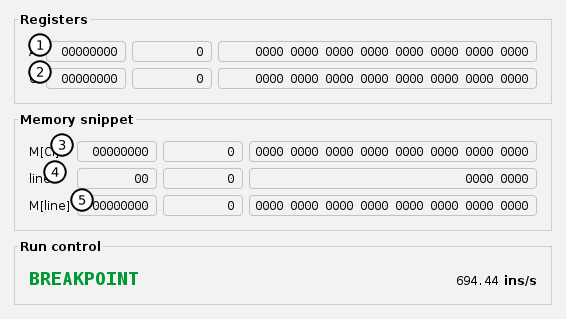 Registers
1 00000000 0 0000 0000 0000 0000 0000 0000 0000 0000
2 00000000 0 0000 0000 0000 0000 0000 0000 0000 0000
Memory snippet
3 00000000 0 0000 0000 0000 0000 0000 0000 0000 0000
4 00 0 0000 0000
M[line] 5 00000000 0 0000 0000 0000 0000 0000 0000 0000 0000
Run control
BREAKPOINT 694.44 ins/s